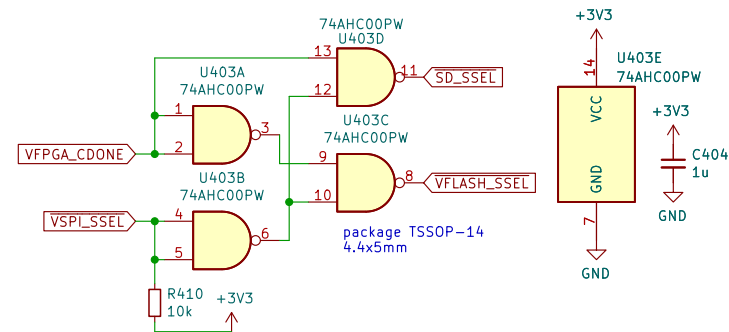 74AHC00PW
U403D
13
12
11
SD_SSEL
U403A
74AHC00PW
1
2
3
VFPGA_CDONE
U403C
74AHC00PW
9
10
8
VFLASH_SSEL
U403B
74AHC00PW
VSPI_SSEL
4
5
6
package TSSOP-14
4.4x5mm
R410
10k
+3V3
+3V3
14
U403E
74AHC00PW
VCC
GND
7
GND
+3V3
C404
1u
GND